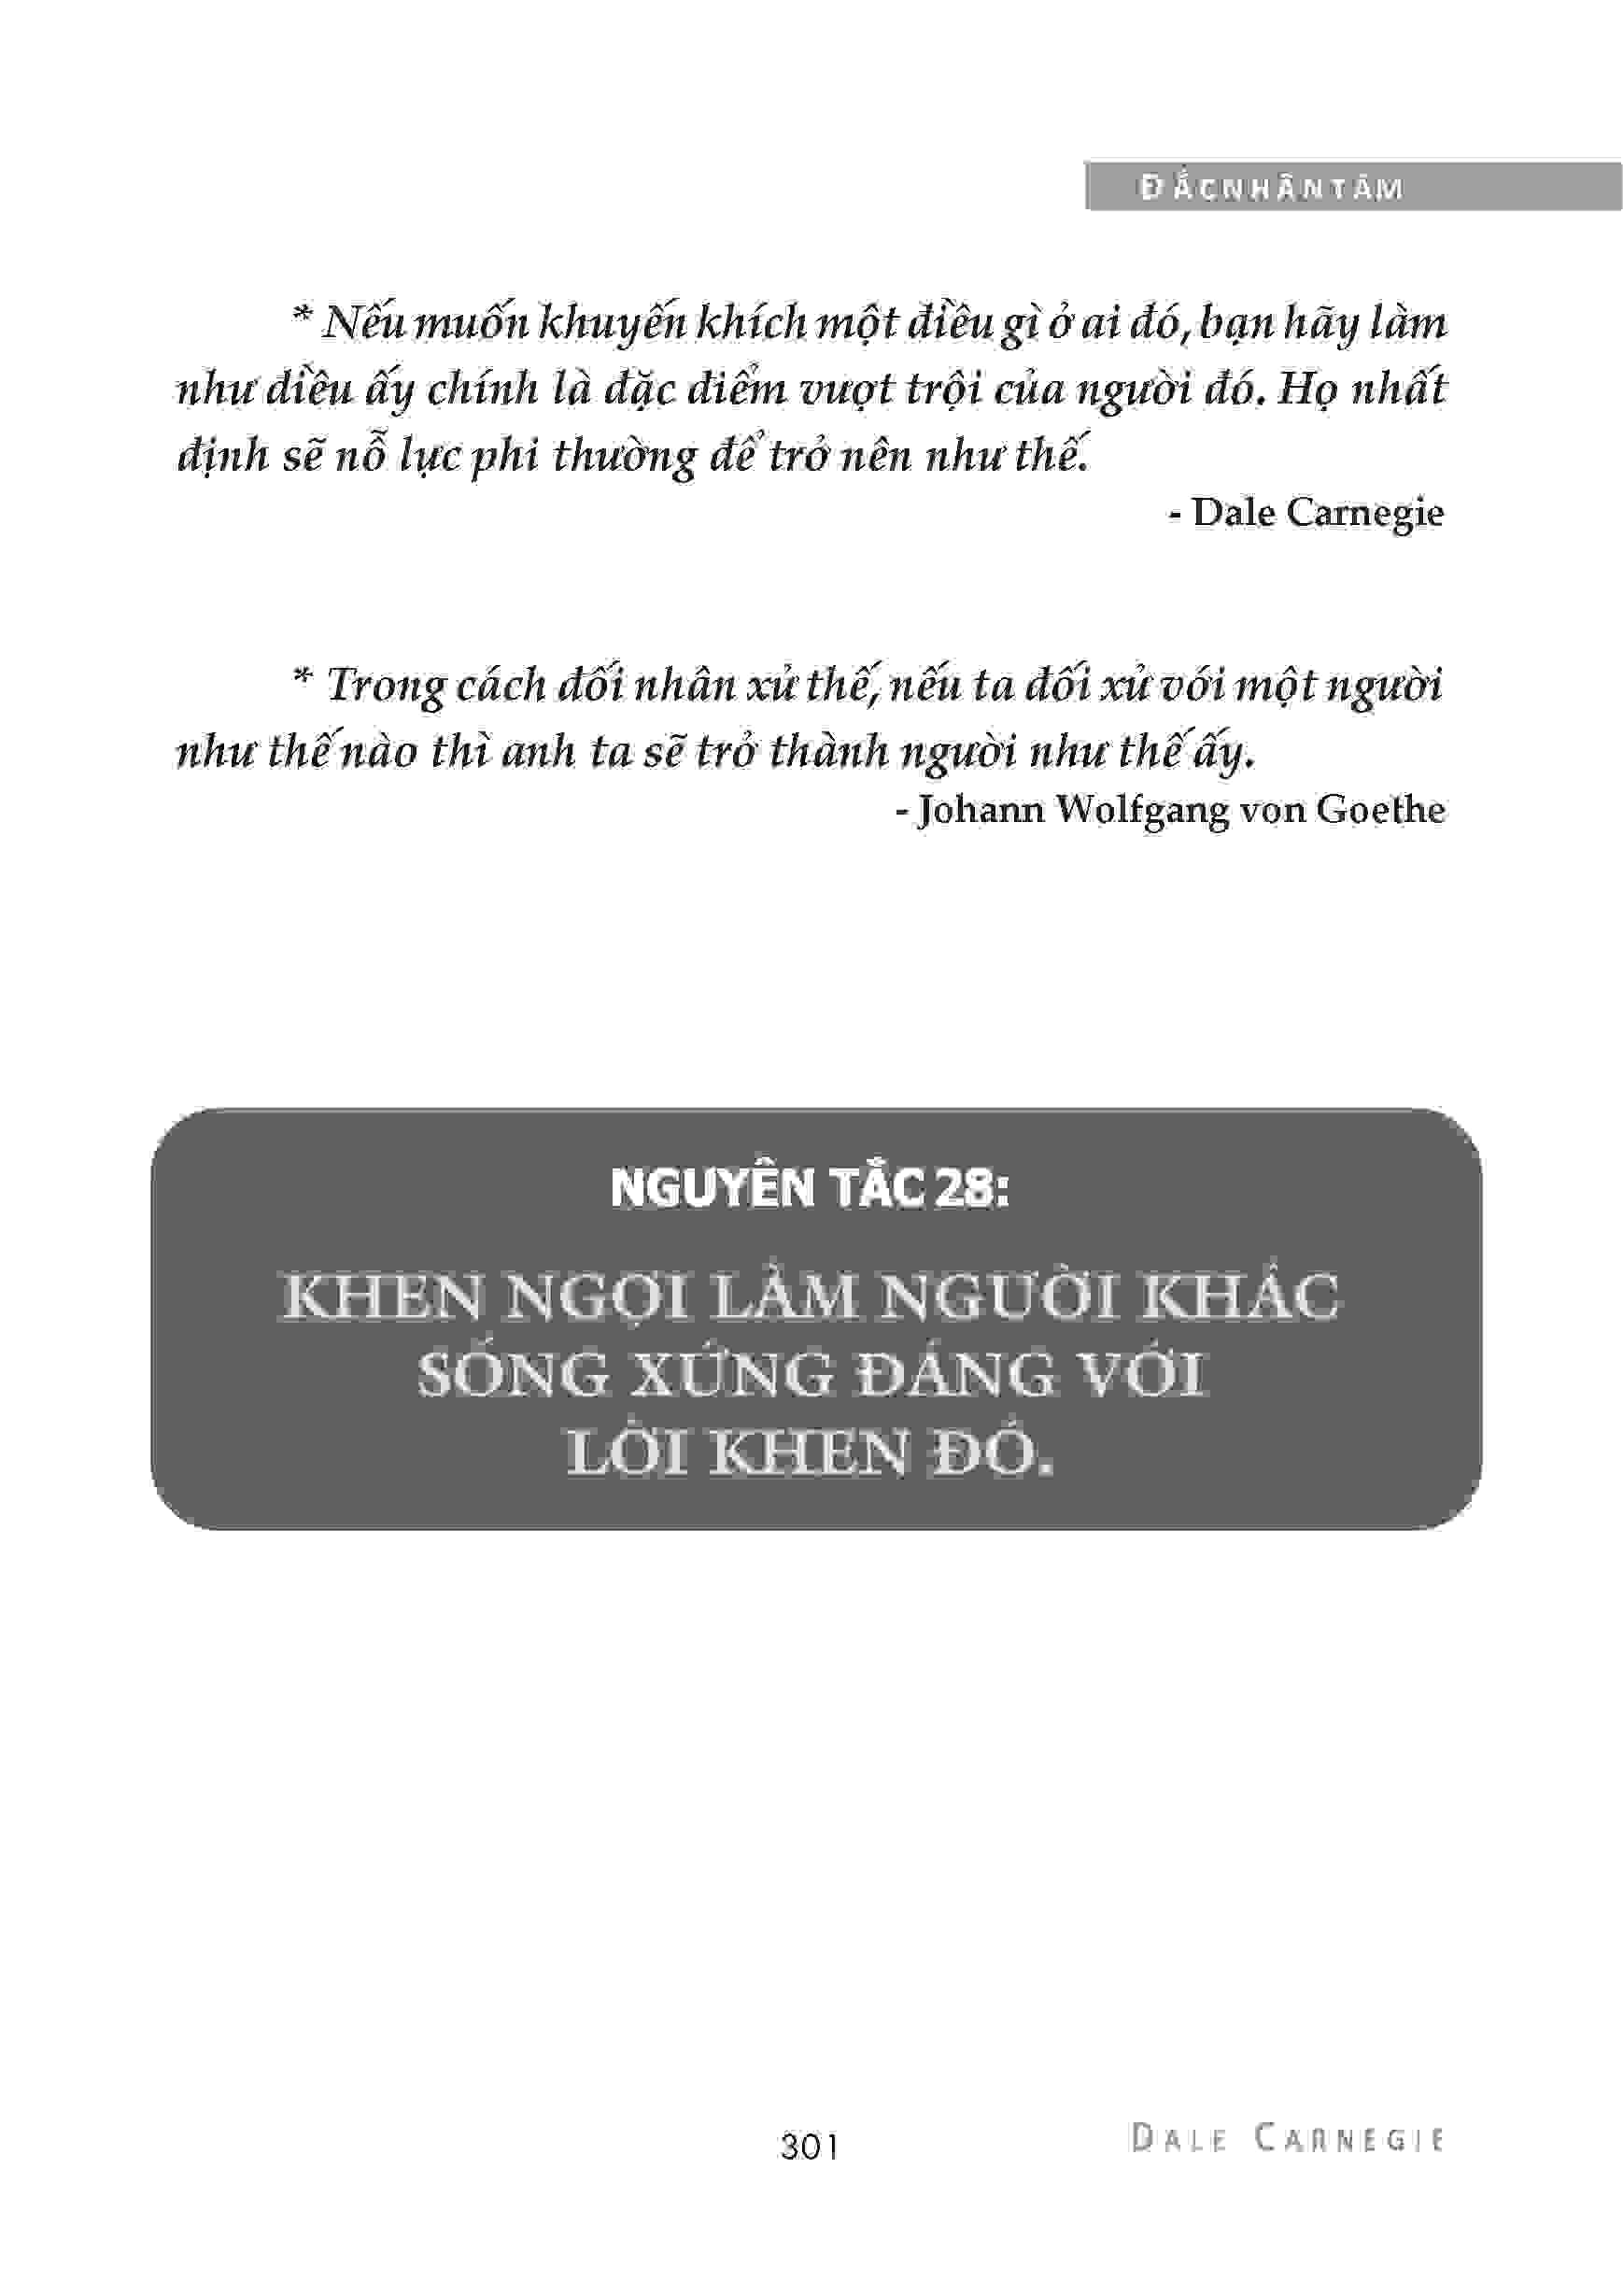 ĐẮCNHÂNTÂM
* Nếu muốn khuyến khích một điều gì ở ai đó, bạn hãy làm
như điều ấy chính là đặc điểm vượt trội của người đó. Họ nhất
định sẽ nỗ lực phi thường để trở nên như thế.
- Dale Carnegie
* Trong cách đối nhân xử thế, nếu ta đối xử với một người
như thế nào thì anh ta sẽ trở thành người như thế ấy.
- Johann Wolfgang von Goethe
NGUYÊN TẮC 28:
KHEN NGỢI LÀM NGƯỜI KHÁC
SỐNG XỨNG ĐÁNG VỚI
LỜI KHEN ĐÓ.
301
DALE CARNEGIE